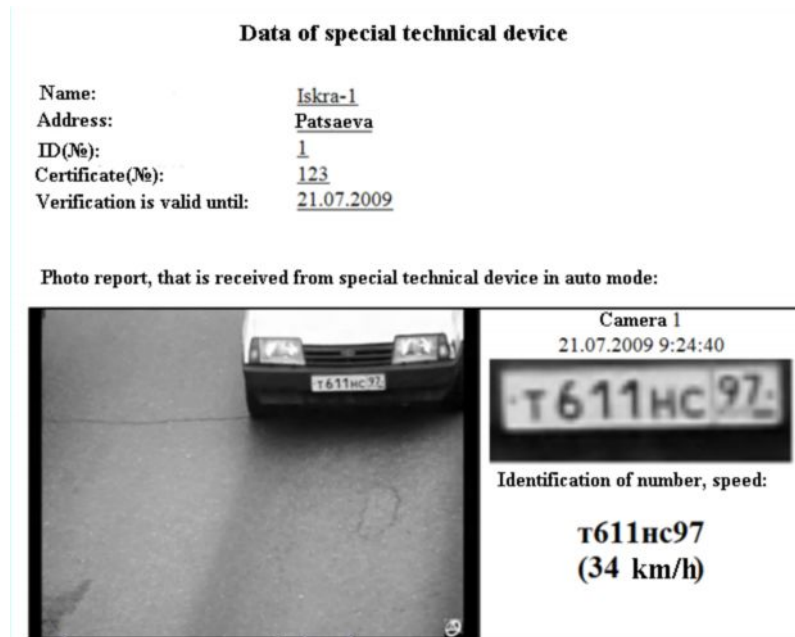 Data of special technical device
Name: Iskra-1
Address: Patsaeva
ID(№): 1
Certificate(№): 123
Verification is valid until: 21.07.2009
Photo report, that is received from special technical device in auto mode:
т611нс97
Camera 1
21.07.2009 9:24:40
т611нс 97
Identification of number, speed:
т611нс97
(34 km/h)